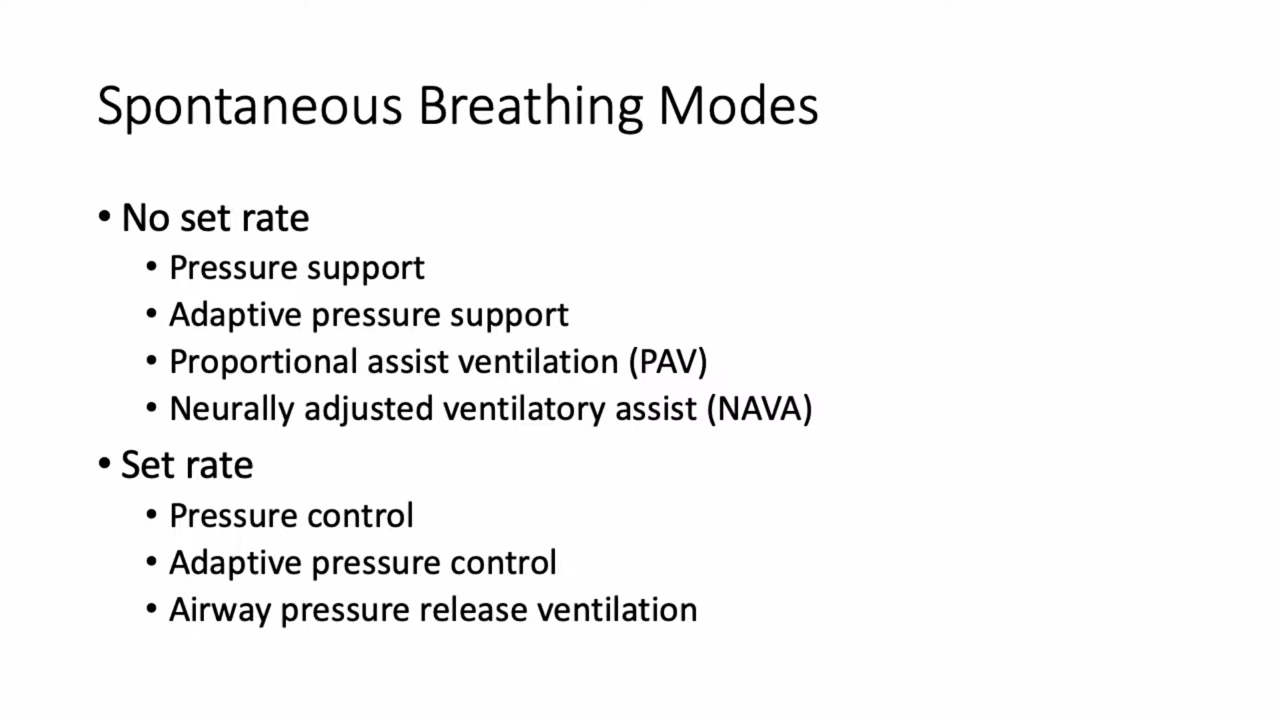 Spontaneous Breathing Modes
• No set rate
• Pressure support
• Adaptive pressure support
• Proportional assist ventilation (PAV)
• Neurally adjusted ventilatory assist (NAVA)
• Set rate
• Pressure control
• Adaptive pressure control
• Airway pressure release ventilation